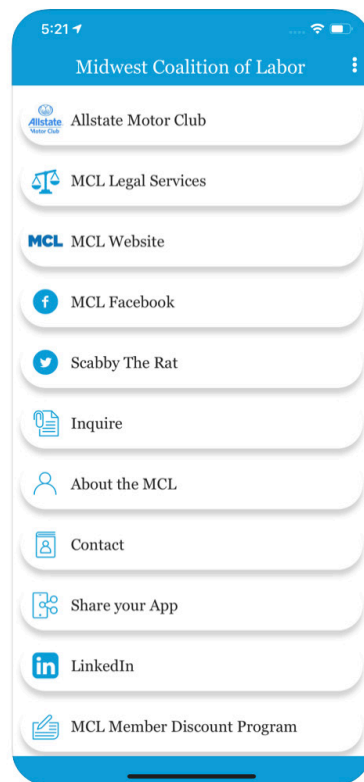 5:21
Midwest Coalition of Labor
Allstate
Motor Club
Allstate Motor Club
MCL Legal Services
MCL
MCL Website
f
MCL Facebook
Scabby The Rat
Inquire
About the MCL
Contact
Share your App
in
LinkedIn
MCL Member Discount Program